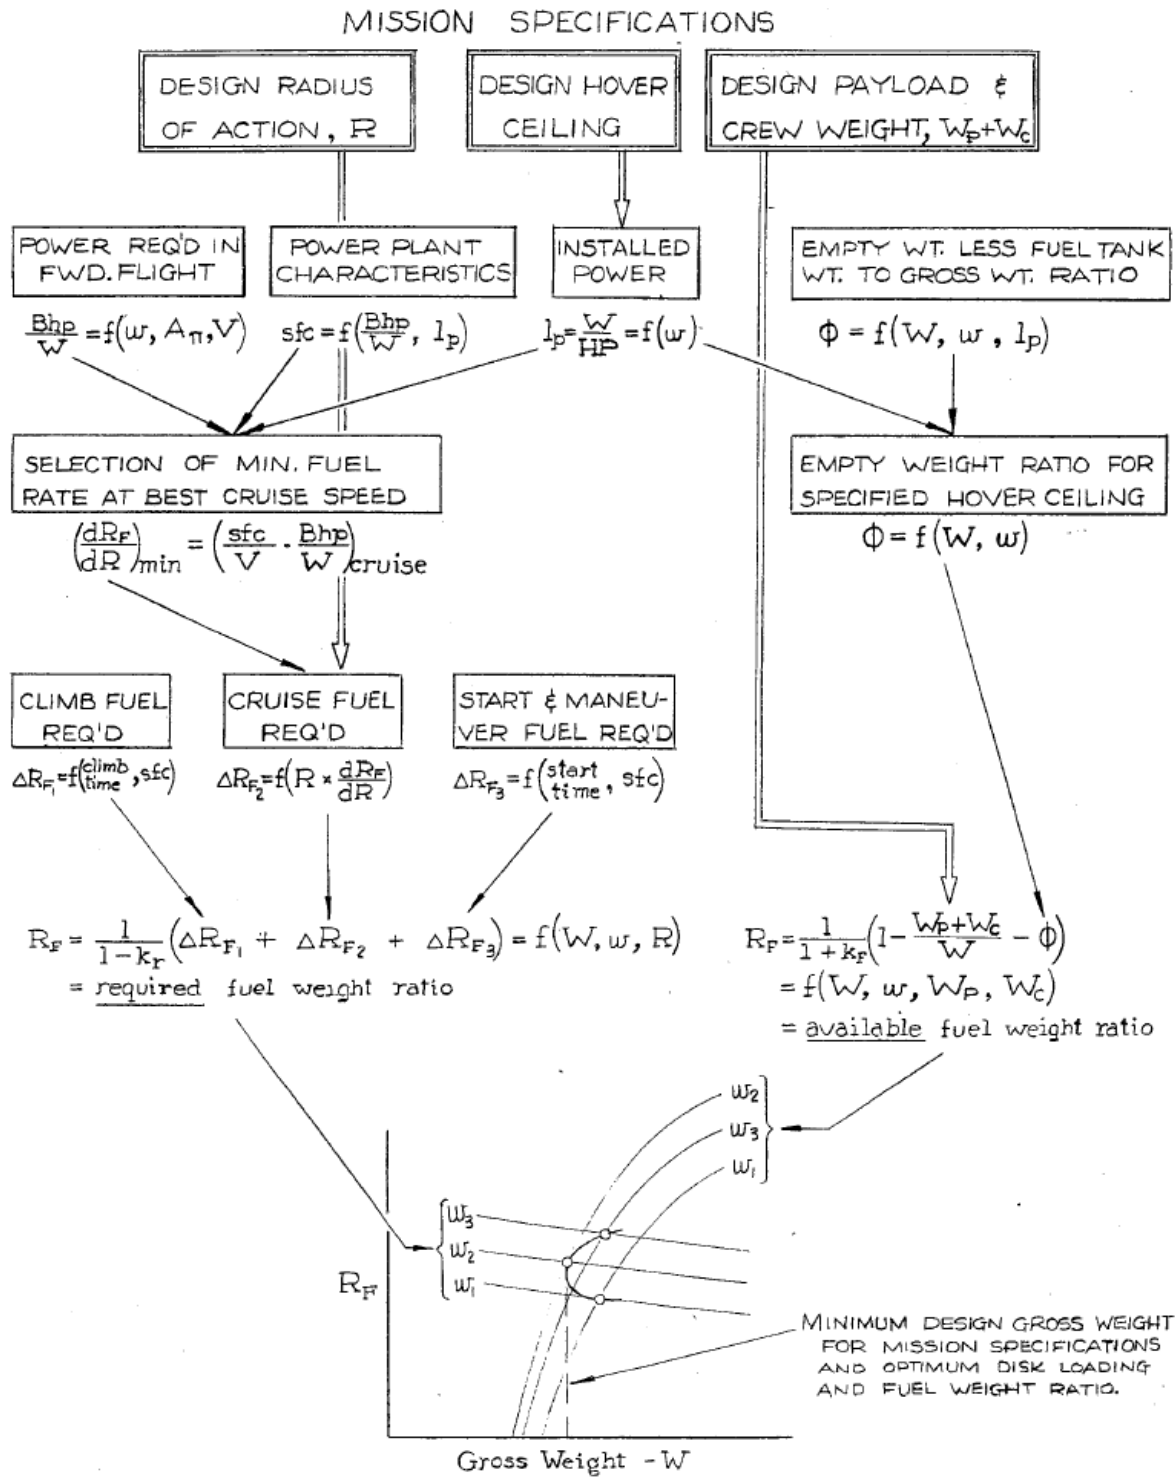 MISSION SPECIFICATIONS
DESIGN RADIUS
OF ACTION, R
DESIGN HOVER
CEILING
DESIGN PAYLOAD &
CREW WEIGHT, Wp+Wc
POWER REQ'D IN
FWD. FLIGHT
POWER PLANT
CHARACTERISTICS
INSTALLED
POWER
EMPTY WT. LESS FUEL TANK
WT. TO GROSS WT. RATIO
Bhp/W = f(w, Aπ, V)
sfc = f(Bhp/W, lp)
lp = W/HP = f(w)
Φ = f(W, w, lp)
SELECTION OF MIN. FUEL
RATE AT BEST CRUISE SPEED
EMPTY WEIGHT RATIO FOR
SPECIFIED HOVER CEILING
(dRF/dR)min = (sfc/V · Bhp/W)cruise
Φ = f(W, w)
CLIMB FUEL
REQ'D
CRUISE FUEL
REQ'D
START & MANEU-
VER FUEL REQ'D
ΔRF1 = f(climb time, sfc)
ΔRF2 = f(R × dRF/dR)
ΔRF3 = f(start time, sfc)
RF = 1/(1-kr) (ΔRF1 + ΔRF2 + ΔRF3) = f(W, w, R)
= required fuel weight ratio
RF = 1/(1+kF) (1 - (Wp+Wc)/W - Φ)
= f(W, w, Wp, Wc)
= available fuel weight ratio
w2
w3
w1
w3
w2
w1
RF
MINIMUM DESIGN GROSS WEIGHT
FOR MISSION SPECIFICATIONS
AND OPTIMUM DISK LOADING
AND FUEL WEIGHT RATIO.
Gross Weight - W